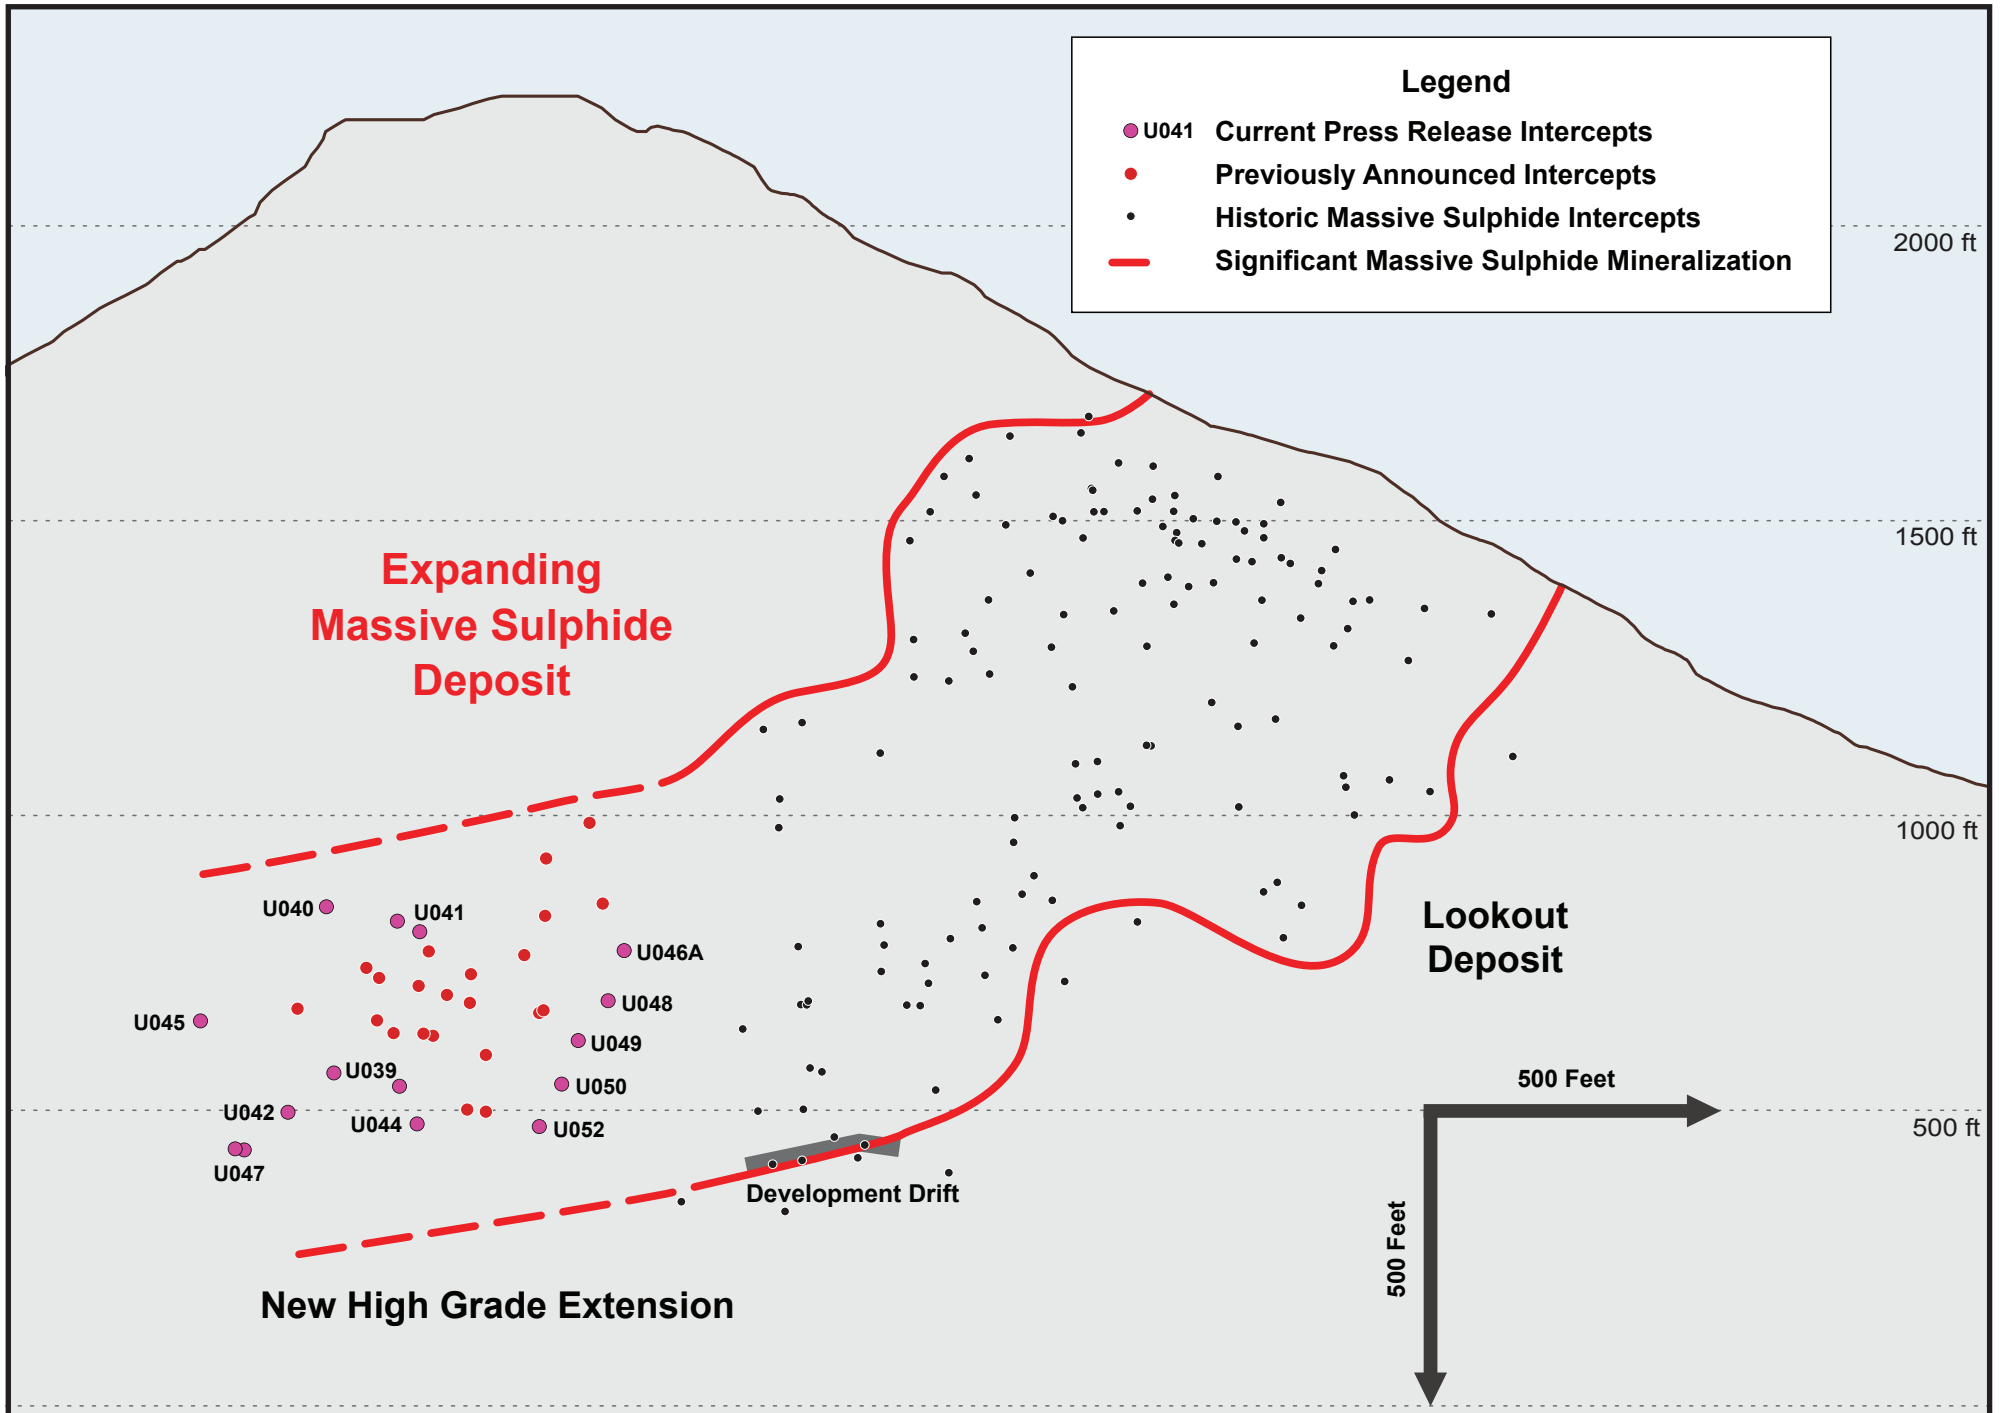 Legend
U041 Current Press Release Intercepts
Previously Announced Intercepts
Historic Massive Sulphide Intercepts
Significant Massive Sulphide Mineralization
2000 ft
1500 ft
Expanding
Massive Sulphide
Deposit
1000 ft
U040
U041
Lookout
Deposit
U046A
U048
U045
U049
U039
U050
500 Feet
U042
U044
U052
500 ft
U047
Development Drift
500 Feet
New High Grade Extension